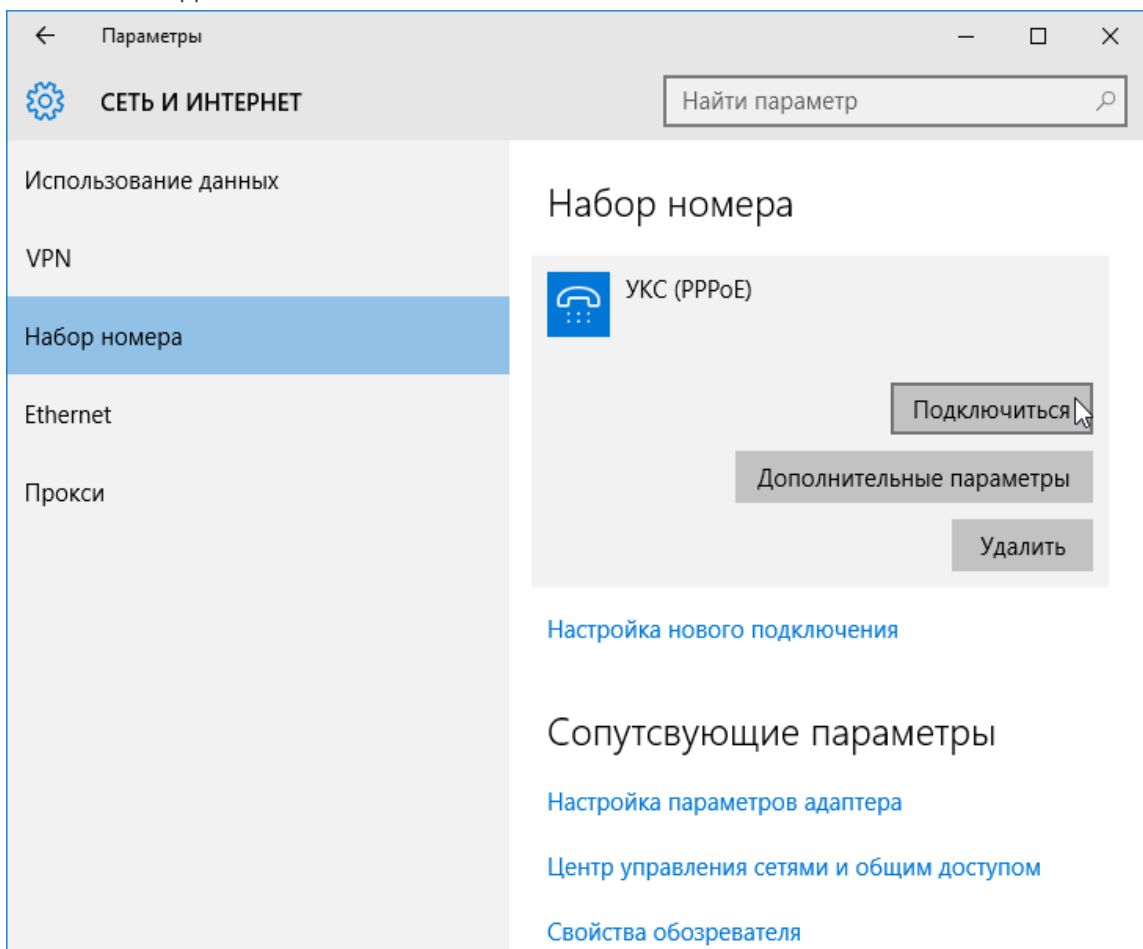 Параметры
СЕТЬ И ИНТЕРНЕТ
Найти параметр
Использование данных
VPN
Набор номера
Ethernet
Прокси
Набор номера
УКС (PPPoE)
Подключиться
Дополнительные параметры
Удалить
Настройка нового подключения
Сопутсвующие параметры
Настройка параметров адаптера
Центр управления сетями и общим доступом
Свойства обозревателя